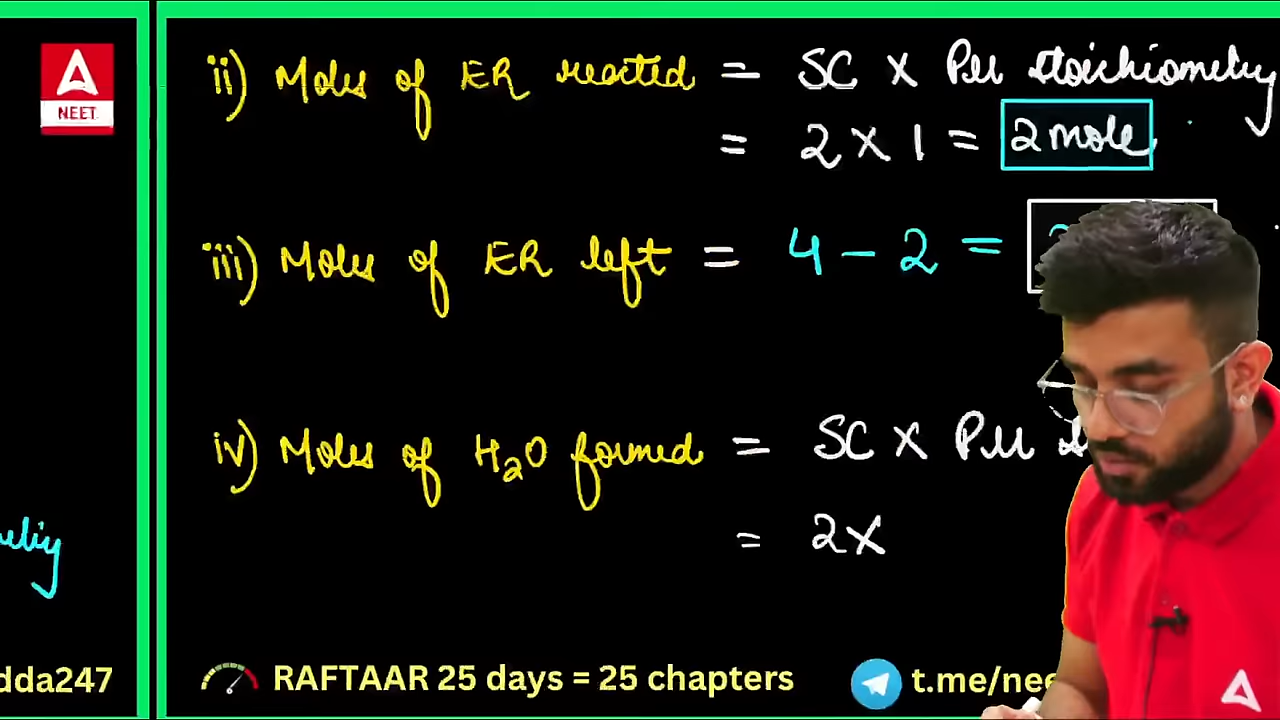 NEET
ii) Moles of ER reacted = SC X Per stoichiometry
= 2 X 1 = 2 mole
iii) Moles of ER left = 4 - 2 =
iv) Moles of H₂O formed = SC X Per
= 2X
dda247
RAFTAAR 25 days = 25 chapters
t.me/nee